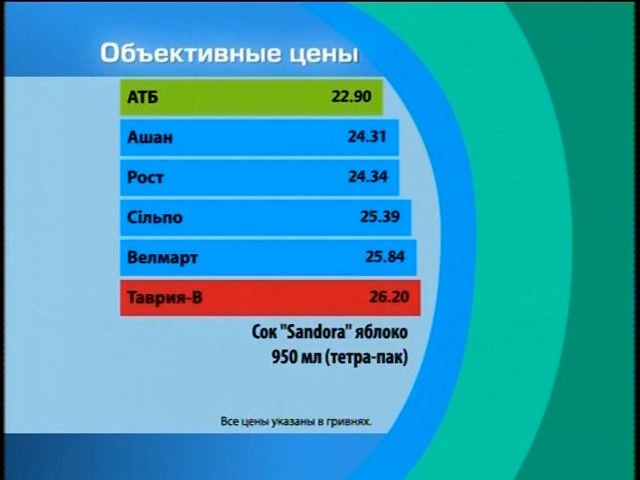 Объективные цены
АТБ 22.90
Ашан 24.31
Рост 24.34
Сільпо 25.39
Велмарт 25.84
Таврия-В 26.20
Сок "Sandora" яблоко
950 мл (тетра-пак)
Все цены указаны в гривнях.